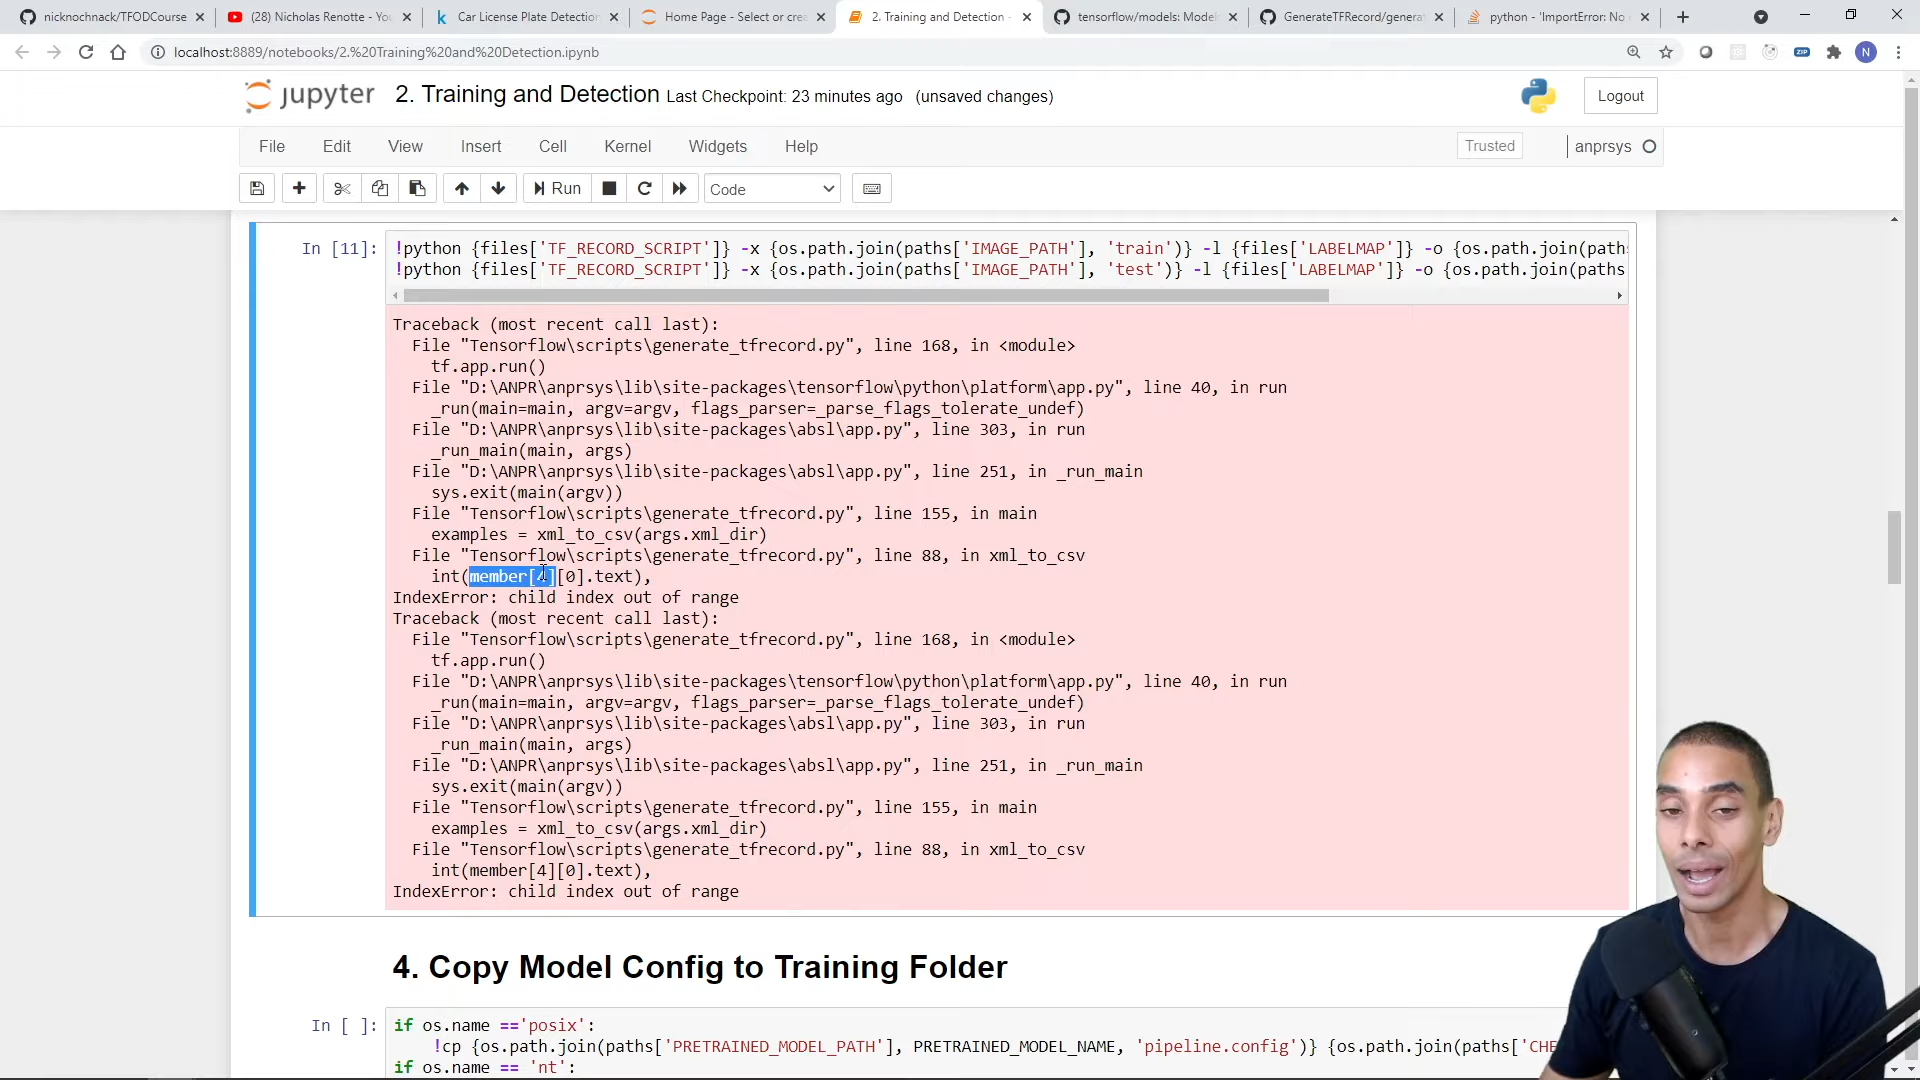 nicknochnack/TFODCourse
(28) Nicholas Renotte - You
Car License Plate Detection
Home Page - Select or crea
2. Training and Detection -
tensorflow/models: Model
GenerateTFRecord/genera
python - 'ImportError: No
localhost:8889/notebooks/2.%20Training%20and%20Detection.ipynb
ZIP
N
jupyter 2. Training and Detection Last Checkpoint: 23 minutes ago (unsaved changes)
Logout
File Edit View Insert Cell Kernel Widgets Help
Trusted
anprsys
Run
Code
In [11]: !python {files['TF_RECORD_SCRIPT']} -x {os.path.join(paths['IMAGE_PATH'], 'train')} -l {files['LABELMAP']} -o {os.path.join(path
!python {files['TF_RECORD_SCRIPT']} -x {os.path.join(paths['IMAGE_PATH'], 'test')} -l {files['LABELMAP']} -o {os.path.join(paths
Traceback (most recent call last):
File "Tensorflow\scripts\generate_tfrecord.py", line 168, in <module>
tf.app.run()
File "D:\ANPR\anprsys\lib\site-packages\tensorflow\python\platform\app.py", line 40, in run
_run(main=main, argv=argv, flags_parser=_parse_flags_tolerate_undef)
File "D:\ANPR\anprsys\lib\site-packages\absl\app.py", line 303, in run
_run_main(main, args)
File "D:\ANPR\anprsys\lib\site-packages\absl\app.py", line 251, in _run_main
sys.exit(main(argv))
File "Tensorflow\scripts\generate_tfrecord.py", line 155, in main
examples = xml_to_csv(args.xml_dir)
File "Tensorflow\scripts\generate_tfrecord.py", line 88, in xml_to_csv
int(member[4][0].text),
IndexError: child index out of range
Traceback (most recent call last):
File "Tensorflow\scripts\generate_tfrecord.py", line 168, in <module>
tf.app.run()
File "D:\ANPR\anprsys\lib\site-packages\tensorflow\python\platform\app.py", line 40, in run
_run(main=main, argv=argv, flags_parser=_parse_flags_tolerate_undef)
File "D:\ANPR\anprsys\lib\site-packages\absl\app.py", line 303, in run
_run_main(main, args)
File "D:\ANPR\anprsys\lib\site-packages\absl\app.py", line 251, in _run_main
sys.exit(main(argv))
File "Tensorflow\scripts\generate_tfrecord.py", line 155, in main
examples = xml_to_csv(args.xml_dir)
File "Tensorflow\scripts\generate_tfrecord.py", line 88, in xml_to_csv
int(member[4][0].text),
IndexError: child index out of range
4. Copy Model Config to Training Folder
In [ ]: if os.name =='posix':
!cp {os.path.join(paths['PRETRAINED_MODEL_PATH'], PRETRAINED_MODEL_NAME, 'pipeline.config')} {os.path.join(paths['CHE
if os.name == 'nt':